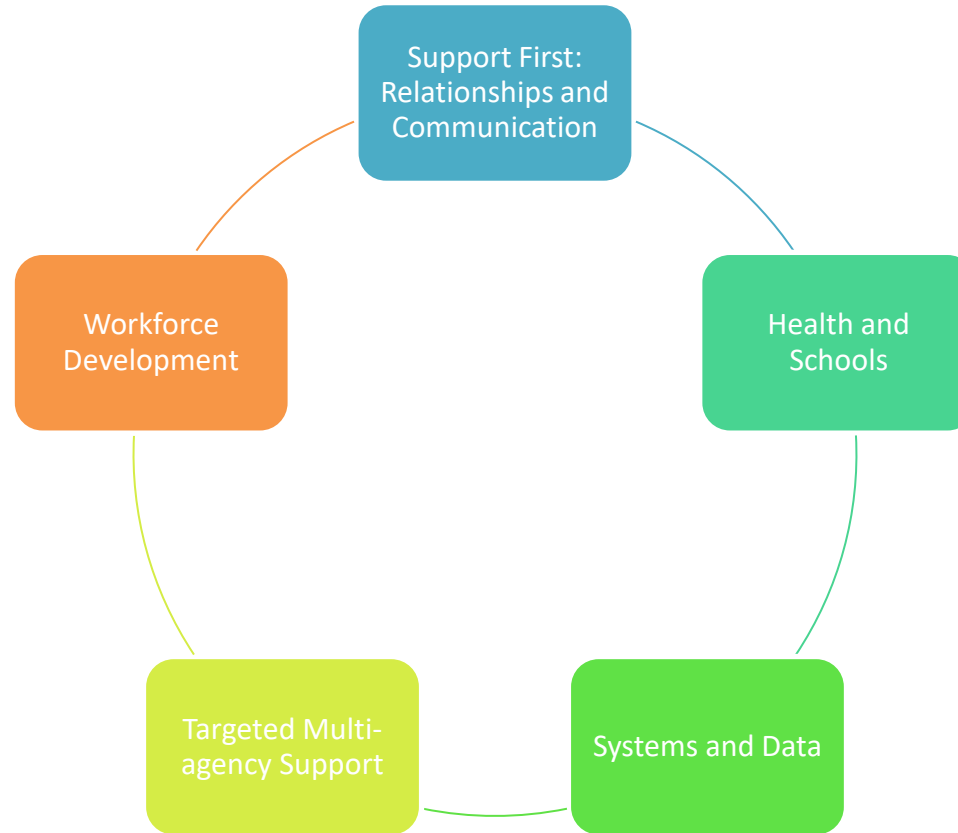 Support First:
Relationships and
Communication
Health and
Schools
Systems and Data
Targeted Multi-
agency Support
Workforce
Development